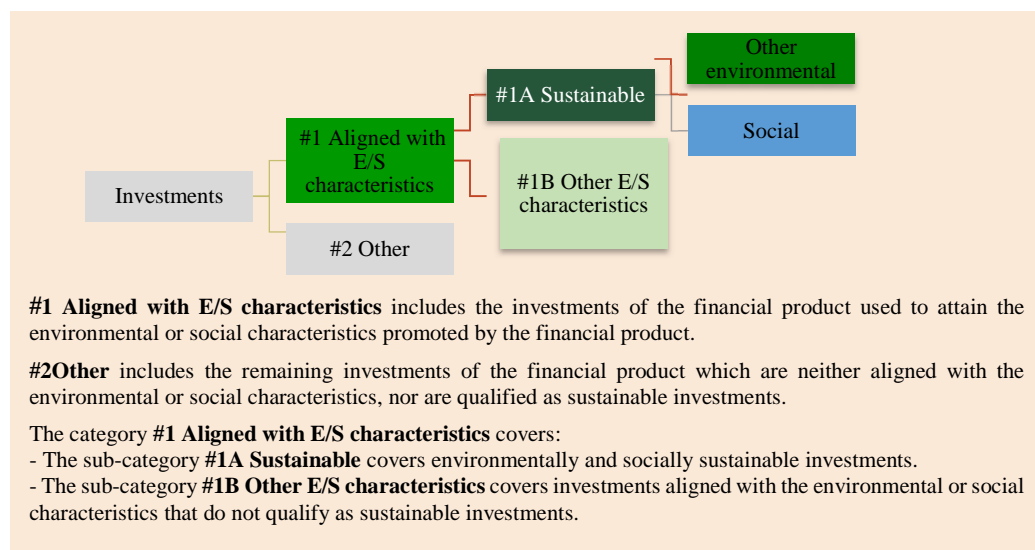 Other
environmental
#1A Sustainable
Social
#1 Aligned with
E/S
characteristics
#1B Other E/S
characteristics
Investments
#2 Other
#1 Aligned with E/S characteristics includes the investments of the financial product used to attain the
environmental or social characteristics promoted by the financial product.
#2Other includes the remaining investments of the financial product which are neither aligned with the
environmental or social characteristics, nor are qualified as sustainable investments.
The category #1 Aligned with E/S characteristics covers:
- The sub-category #1A Sustainable covers environmentally and socially sustainable investments.
- The sub-category #1B Other E/S characteristics covers investments aligned with the environmental or social
characteristics that do not qualify as sustainable investments.